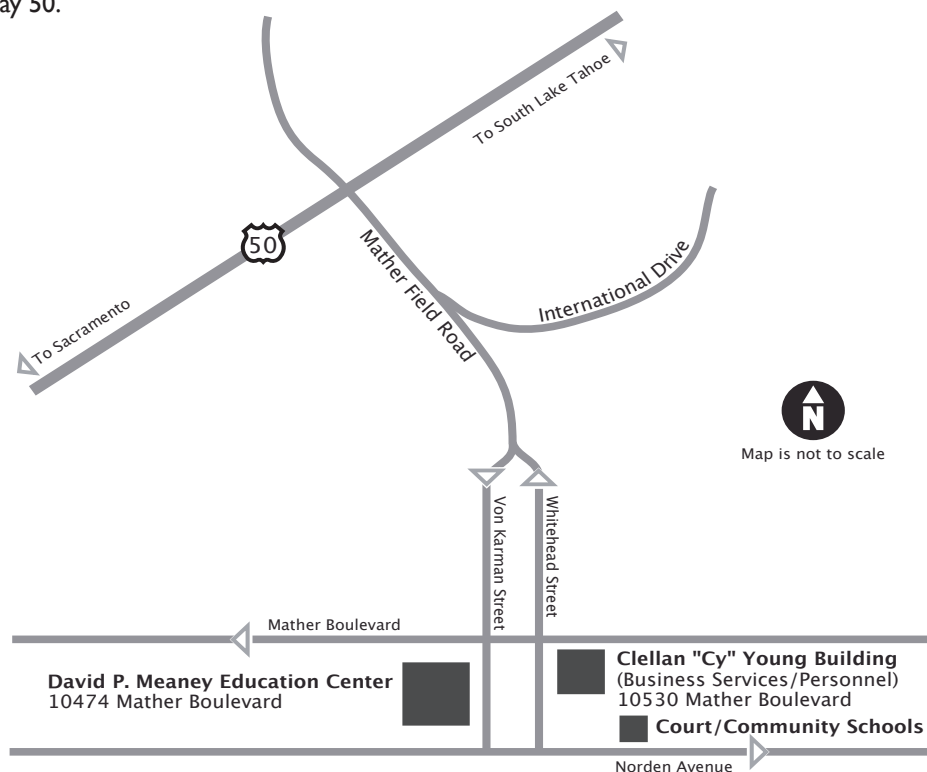 ay 50.
To South Lake Tahoe
50
Mather Field Road
International Drive
To Sacramento
N
Map is not to scale
Von Karman Street
Whitehead Street
Mather Boulevard
David P. Meaney Education Center
10474 Mather Boulevard
Clellan "Cy" Young Building
(Business Services/Personnel)
10530 Mather Boulevard
Court/Community Schools
Norden Avenue